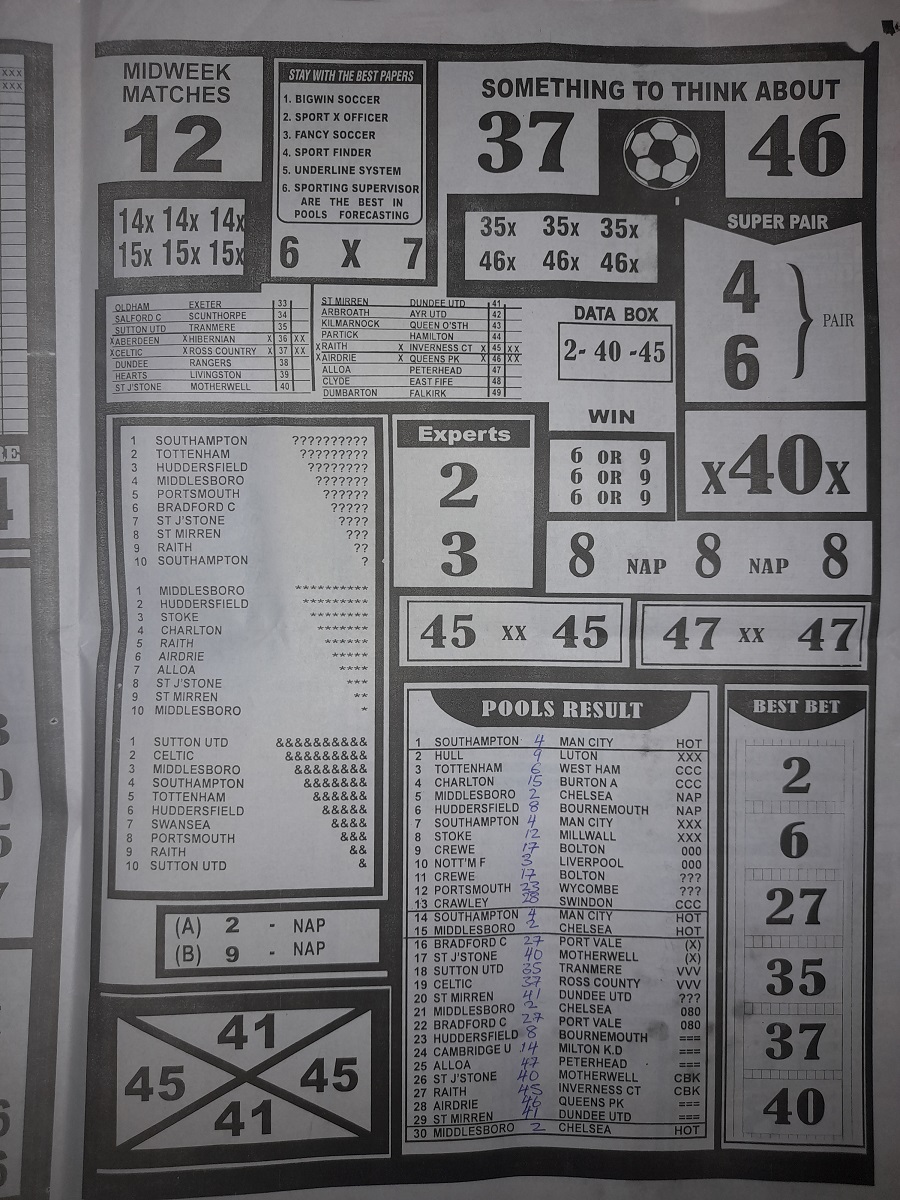 MIDWEEK
MATCHES
12
STAY WITH THE BEST PAPERS
1. BIGWIN SOCCER
2. SPORT X OFFICER
3. FANCY SOCCER
4. SPORT FINDER
5. UNDERLINE SYSTEM
6. SPORTING SUPERVISOR
ARE THE BEST IN
POOLS FORECASTING
6 X 7
SOMETHING TO THINK ABOUT
37 46
14x 14x 14x
15x 15x 15x
35x 35x 35x
46x 46x 46x
SUPER PAIR
4
6
PAIR
OLDHAM EXETER 33
SALFORD C SCUNTHORPE 34
SUTTON UTD TRANMERE 35
XABERDEEN XHIBERNIAN X 36 XX
XCELTIC XROSS COUNTRY X 37 XX
DUNDEE RANGERS 38
HEARTS LIVINGSTON 39
ST J'STONE MOTHERWELL 40
ST MIRREN DUNDEE UTD 41
ARBROATH AYR UTD 42
KILMARNOCK QUEEN O'STH 43
PARTICK HAMILTON 44
XRAITH X INVERNESS CT X 45 XX
XAIRDRIE X QUEENS PK X 46 XX
ALLOA PETERHEAD 47
CLYDE EAST FIFE 48
DUMBARTON FALKIRK 49
DATA BOX
2- 40 -45
WIN
6 OR 9
6 OR 9
6 OR 9
X40X
1 SOUTHAMPTON ??????????
2 TOTTENHAM ?????????
3 HUDDERSFIELD ????????
4 MIDDLESBORO ???????
5 PORTSMOUTH ??????
6 BRADFORD C ?????
7 ST J'STONE ????
8 ST MIRREN ???
9 RAITH ??
10 SOUTHAMPTON ?
1 MIDDLESBORO **********
2 HUDDERSFIELD *********
3 STOKE ********
4 CHARLTON *******
5 RAITH ******
6 AIRDRIE *****
7 ALLOA ****
8 ST J'STONE ***
9 ST MIRREN **
10 MIDDLESBORO *
1 SUTTON UTD &&&&&&&&&&
2 CELTIC &&&&&&&&&
3 MIDDLESBORO &&&&&&&&
4 SOUTHAMPTON &&&&&&&
5 TOTTENHAM &&&&&&
6 HUDDERSFIELD &&&&&
7 SWANSEA &&&&
8 PORTSMOUTH &&&
9 RAITH &&
10 SUTTON UTD &
Experts
2
3
8 NAP 8 NAP 8
45 XX 45
47 XX 47
(A) 2 - NAP
(B) 9 - NAP
41
45 45
41
POOLS RESULT
1 SOUTHAMPTON 4 MAN CITY HOT
2 HULL 9 LUTON XXX
3 TOTTENHAM 6 WEST HAM CCC
4 CHARLTON 15 BURTON A CCC
5 MIDDLESBORO 2 CHELSEA NAP
6 HUDDERSFIELD 8 BOURNEMOUTH NAP
7 SOUTHAMPTON 4 MAN CITY XXX
8 STOKE 12 MILLWALL XXX
9 CREWE 17 BOLTON 000
10 NOTT'M F 3 LIVERPOOL 000
11 CREWE 17 BOLTON ???
12 PORTSMOUTH 23 WYCOMBE ???
13 CRAWLEY 28 SWINDON CCC
14 SOUTHAMPTON 4 MAN CITY HOT
15 MIDDLESBORO 2 CHELSEA HOT
16 BRADFORD C 27 PORT VALE (X)
17 ST J'STONE 40 MOTHERWELL (X)
18 SUTTON UTD 35 TRANMERE VVV
19 CELTIC 37 ROSS COUNTY VVV
20 ST MIRREN 41 DUNDEE UTD ???
21 MIDDLESBORO 2 CHELSEA 080
22 BRADFORD C 27 PORT VALE 080
23 HUDDERSFIELD 8 BOURNEMOUTH ===
24 CAMBRIDGE U 14 MILTON K.D ===
25 ALLOA 47 PETERHEAD ===
26 ST J'STONE 40 MOTHERWELL CBK
27 RAITH 45 INVERNESS CT CBK
28 AIRDRIE 46 QUEENS PK ===
29 ST MIRREN 41 DUNDEE UTD ===
30 MIDDLESBORO 2 CHELSEA HOT
BEST BET
2
6
27
35
37
40